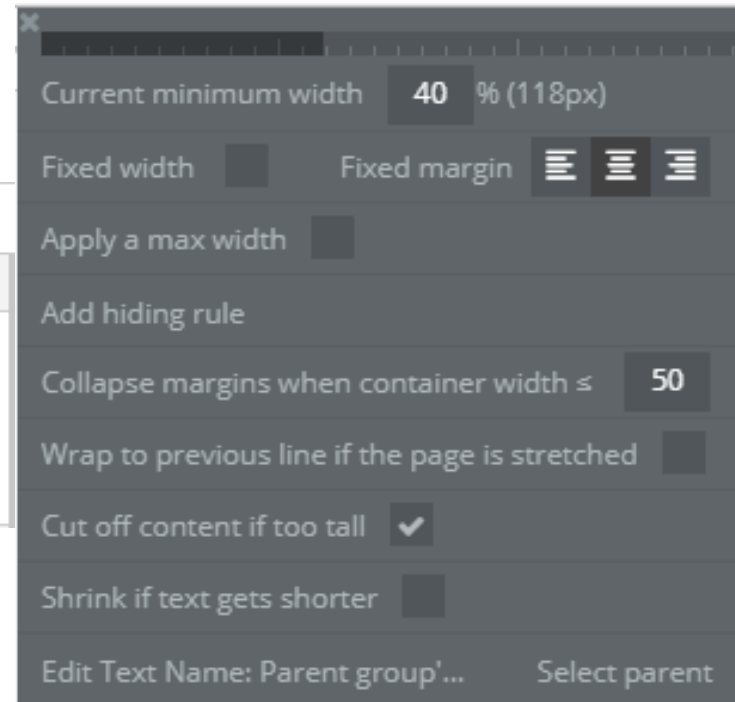 Current minimum width 40 % (118px)
Fixed width Fixed margin
Apply a max width
Add hiding rule
Collapse margins when container width ≤ 50
Wrap to previous line if the page is stretched
Cut off content if too tall
Shrink if text gets shorter
Edit Text Name: Parent group'... Select parent